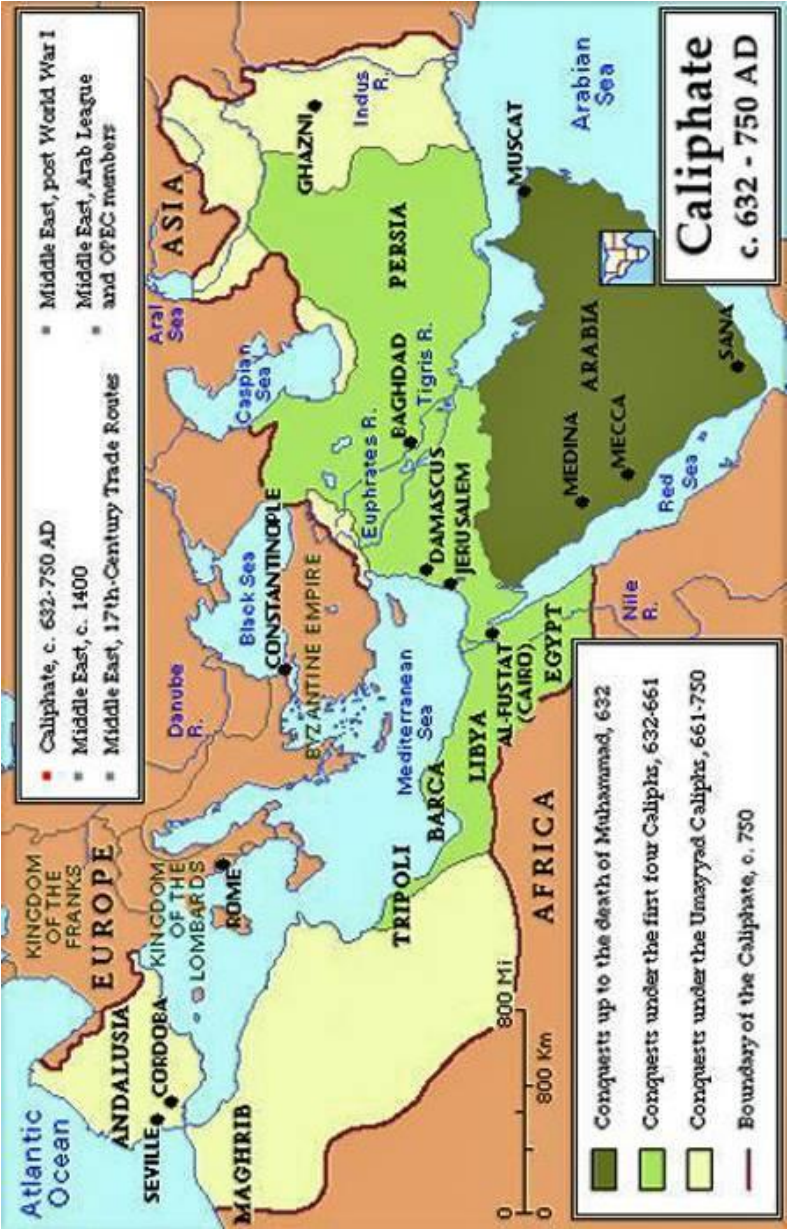 Caliphate, c. 632-750 AD
Middle East, c. 1400
Middle East, 17th-Century Trade Routes
Middle East, post World War I
Middle East, Arab League
and OPEC members
Atlantic
Ocean
KINGDOM
OF THE
FRANKS
EUROPE
ANDALUSIA
SEVILLE
CORDOBA
KINGDOM
OF THE
LOMBARDS
ROME
MAGHRIB
Danube
R.
Black Sea
CONSTANTINOPLE
BYZANTINE EMPIRE
Mediterranean
Sea
TRIPOLI
BARCA
LIBYA
AL-FUSTAT
(CAIRO)
EGYPT
AFRICA
Nile
R.
Caspian
Sea
Aral
Sea
ASIA
Euphrates R.
BAGHDAD
Tigris R.
DAMASCUS
JERUSALEM
PERSIA
GHAZNI
Indus
R.
MUSCAT
Arabian
Sea
MEDINA
MECCA
ARABIA
SANA
Red
Sea
0 800 Mi
0 800 Km
Conquests up to the death of Muhammad, 632
Conquests under the first four Caliphs, 632-661
Conquests under the Umayyad Caliphs, 661-750
Boundary of the Caliphate, c. 750
Caliphate
c. 632 - 750 AD